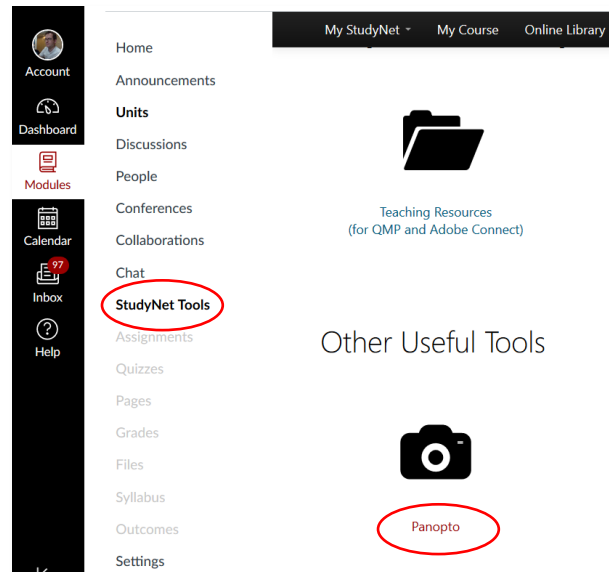 Account
Dashboard
Modules
Calendar
97
Inbox
Help
Home
Announcements
Units
Discussions
People
Conferences
Collaborations
Chat
StudyNet Tools
Assignments
Quizzes
Pages
Grades
Files
Syllabus
Outcomes
Settings
My StudyNet My Course Online Library
Teaching Resources
(for QMP and Adobe Connect)
Other Useful Tools
Panopto